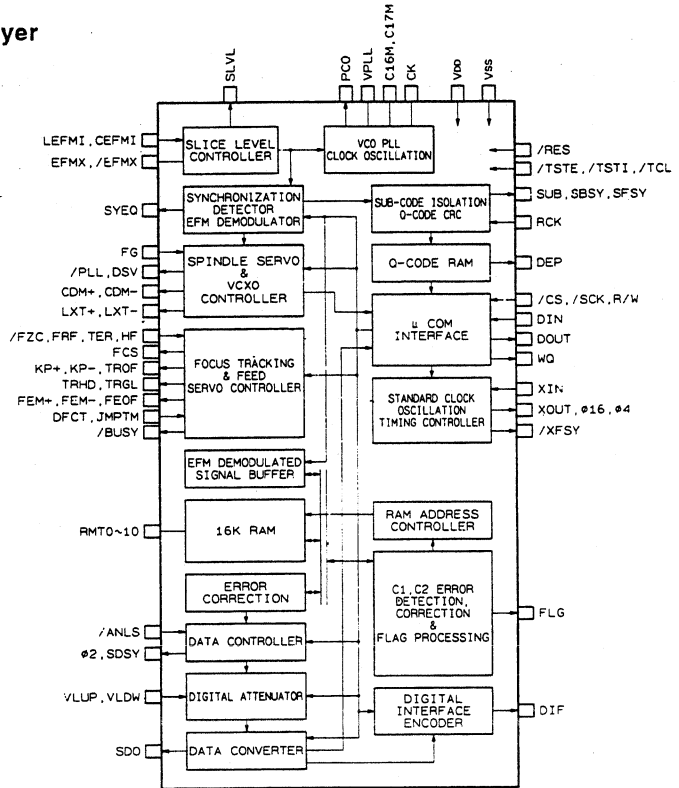 yer
SLVL
PCO
VPLL
C16M, C17M
CK
VDD
VSS
LEFMI, CEFMI
EFMX, /EFMX
SLICE LEVEL
CONTROLLER
VCO PLL
CLOCK OSCILLATION
/RES
/TSTE, /TSTI, /TCL
SYEQ
SYNCHRONIZATION
DETECTOR
EFM DEMODULATOR
SUB-CODE ISOLATION
Q-CODE CRC
SUB, SBSY, SFSY
RCK
FG
/PLL, DSV
CDM+, CDM-
LXT+, LXT-
SPINDLE SERVO
&
VCXO
CONTROLLER
Q-CODE RAM
DEP
μ COM
INTERFACE
/CS, /SCK, R/W
DIN
DOUT
WQ
/FZC, FRF, TER, HF
FCS
KP+, KP-, TROF
TRHD, TRGL
FEM+, FEM-, FEOF
DFCT, JMPTM
/BUSY
FOCUS TRACKING
& FEED
SERVO CONTROLLER
STANDARD CLOCK
OSCILLATION
TIMING CONTROLLER
XIN
XOUT, ø16, ø4
/XFSY
EFM DEMODULATED
SIGNAL BUFFER
RMT0~10
16K RAM
RAM ADDRESS
CONTROLLER
ERROR
CORRECTION
C1, C2 ERROR
DETECTION,
CORRECTION
&
FLAG PROCESSING
FLG
/ANLS
ø2, SDSY
DATA CONTROLLER
VLUP, VLDW
DIGITAL ATTENUATOR
DIGITAL
INTERFACE
ENCODER
DIF
SDO
DATA CONVERTER